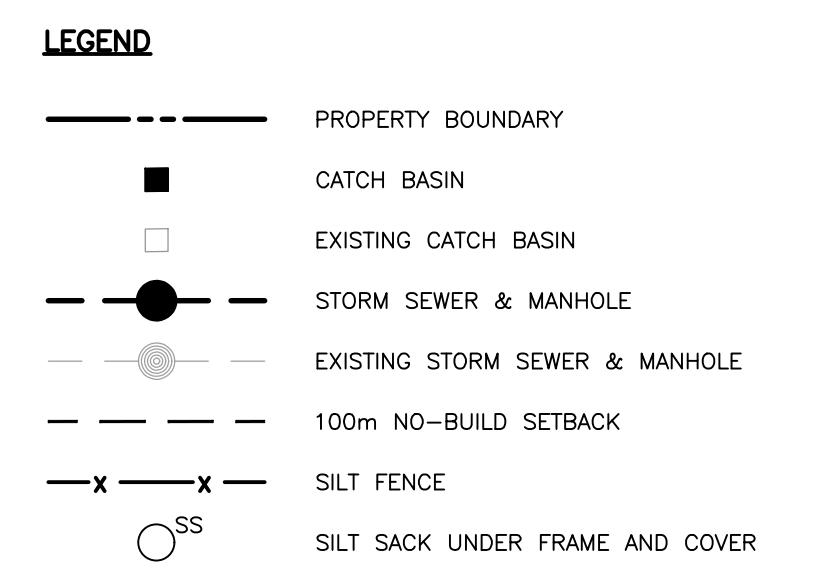 LEGEND
PROPERTY BOUNDARY
CATCH BASIN
EXISTING CATCH BASIN
STORM SEWER & MANHOLE
EXISTING STORM SEWER & MANHOLE
100m NO-BUILD SETBACK
x x SILT FENCE
SS
SILT SACK UNDER FRAME AND COVER